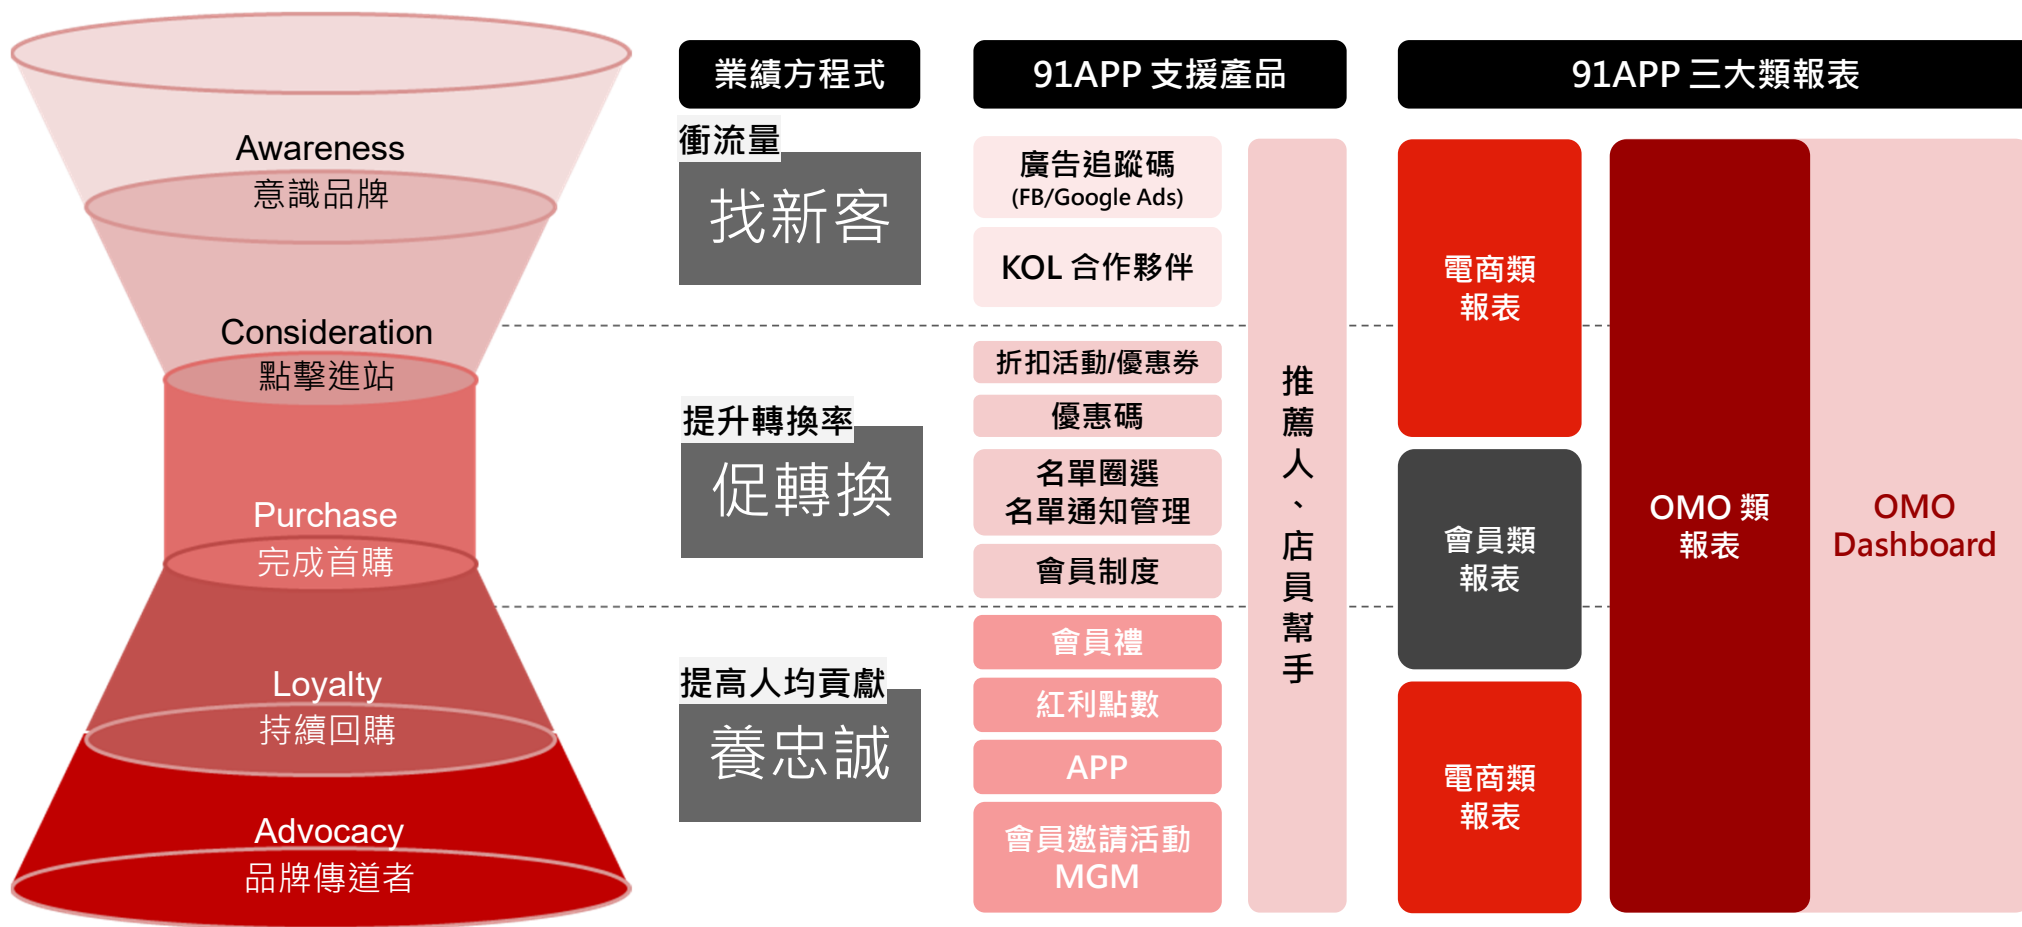 業績方程式
91APP 支援產品
91APP 三大類報表
Awareness
意識品牌
Consideration
點擊進站
Purchase
完成首購
Loyalty
持續回購
Advocacy
品牌傳道者
衝流量
找新客
提升轉換率
促轉換
提高人均貢獻
養忠誠
廣告追蹤碼
(FB/Google Ads)
KOL 合作夥伴
折扣活動/優惠券
優惠碼
名單圈選
名單通知管理
會員制度
會員禮
紅利點數
APP
會員邀請活動
MGM
推薦人、店員幫手
電商類
報表
會員類
報表
電商類
報表
OMO 類
報表
OMO
Dashboard